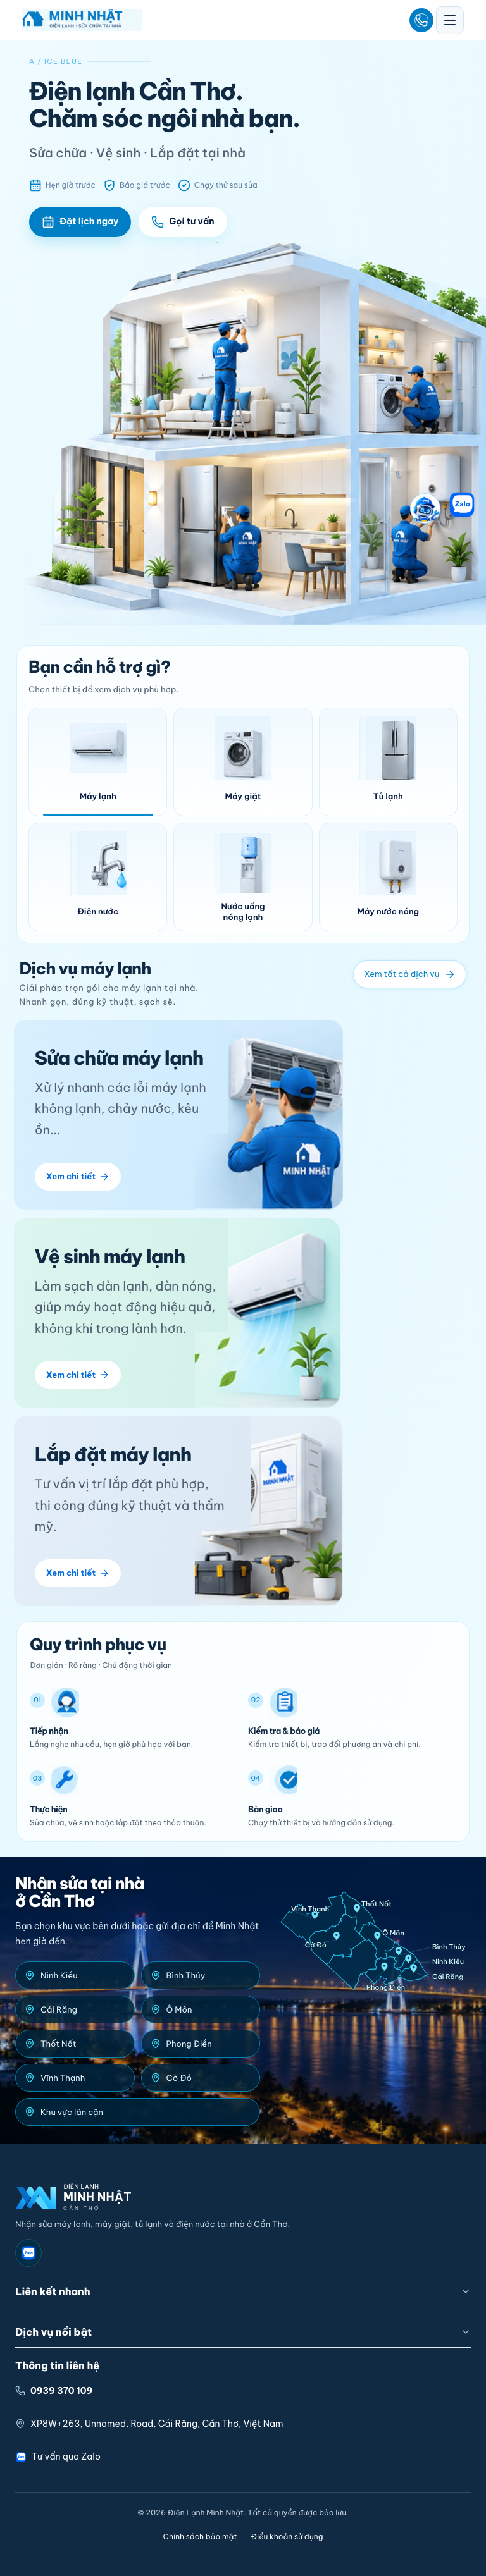 MINH NHẬT
ĐIỆN LẠNH · SỬA CHỮA TẠI NHÀ
A / ICE BLUE
Điện lạnh Cần Thơ.
Chăm sóc ngôi nhà bạn.
Sửa chữa · Vệ sinh · Lắp đặt tại nhà
Hẹn giờ trước
Báo giá trước
Chạy thử sau sửa
Đặt lịch ngay
Gọi tư vấn
MINH NHẬT
MINH NHẬT
MINH NHẬT
MINH NHẬT
Zalo
Bạn cần hỗ trợ gì?
Chọn thiết bị để xem dịch vụ phù hợp.
Máy lạnh
Máy giặt
Tủ lạnh
Điện nước
Nước uống
nóng lạnh
Máy nước nóng
Dịch vụ máy lạnh
Giải pháp trọn gói cho máy lạnh tại nhà.
Nhanh gọn, đúng kỹ thuật, sạch sẽ.
Xem tất cả dịch vụ
Sửa chữa máy lạnh
Xử lý nhanh các lỗi máy lạnh
không lạnh, chảy nước, kêu
ồn...
Xem chi tiết
MINH NHẬT
Vệ sinh máy lạnh
Làm sạch dàn lạnh, dàn nóng,
giúp máy hoạt động hiệu quả,
không khí trong lành hơn.
Xem chi tiết
Lắp đặt máy lạnh
Tư vấn vị trí lắp đặt phù hợp,
thi công đúng kỹ thuật và thẩm
mỹ.
Xem chi tiết
MINH NHẬT
Quy trình phục vụ
Đơn giản · Rõ ràng · Chủ động thời gian
01
Tiếp nhận
Lắng nghe nhu cầu, hẹn giờ phù hợp với bạn.
02
Kiểm tra & báo giá
Kiểm tra thiết bị, trao đổi phương án và chi phí.
03
Thực hiện
Sửa chữa, vệ sinh hoặc lắp đặt theo thỏa thuận.
04
Bàn giao
Chạy thử thiết bị và hướng dẫn sử dụng.
Nhận sửa tại nhà
ở Cần Thơ
Bạn chọn khu vực bên dưới hoặc gửi địa chỉ để Minh Nhật
hẹn giờ đến.
Ninh Kiều
Bình Thủy
Cái Răng
Ô Môn
Thốt Nốt
Phong Điền
Vĩnh Thạnh
Cờ Đỏ
Khu vực lân cận
Thốt Nốt
Vĩnh Thạnh
Ô Môn
Cờ Đỏ
Bình Thủy
Ninh Kiều
Cái Răng
Phong Điền
ĐIỆN LẠNH
MINH NHẬT
CẦN THƠ
Nhận sửa máy lạnh, máy giặt, tủ lạnh và điện nước tại nhà ở Cần Thơ.
Zalo
Liên kết nhanh
Dịch vụ nổi bật
Thông tin liên hệ
0939 370 109
XPW8+263, Unnamed, Road, Cái Răng, Cần Thơ, Việt Nam
Tư vấn qua Zalo
© 2026 Điện Lạnh Minh Nhật. Tất cả quyền được bảo lưu.
Chính sách bảo mật
Điều khoản sử dụng